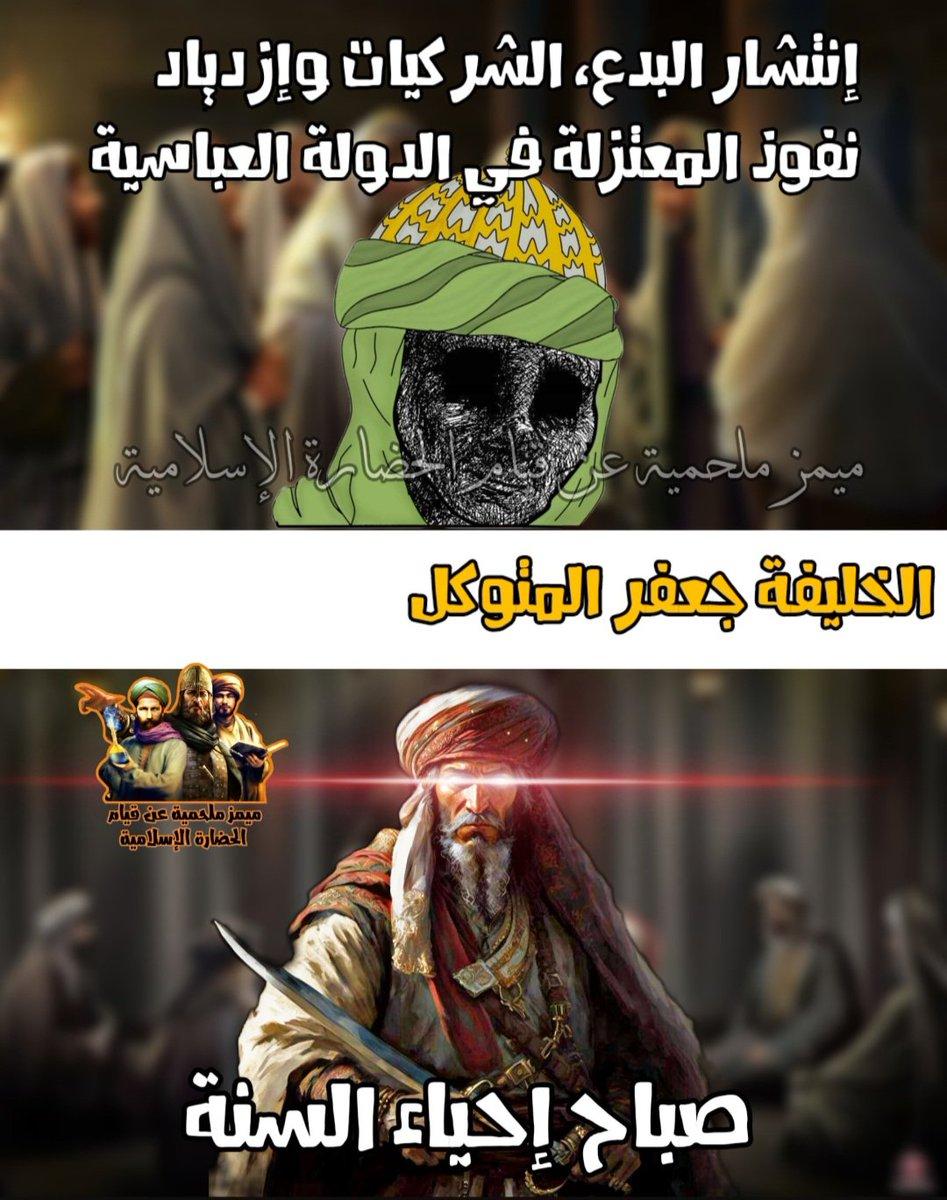 إنتشار البدع، الشركيات وإزدياد
نفوذ المعتزلة في الدولة العباسية
ميمز ملحمية عن قيام الحضارة الإسلامية
الخليفة جعفر المتوكل
ميمز ملحمية عن قيام
الحضارة الإسلامية
صباح إحياء السنة